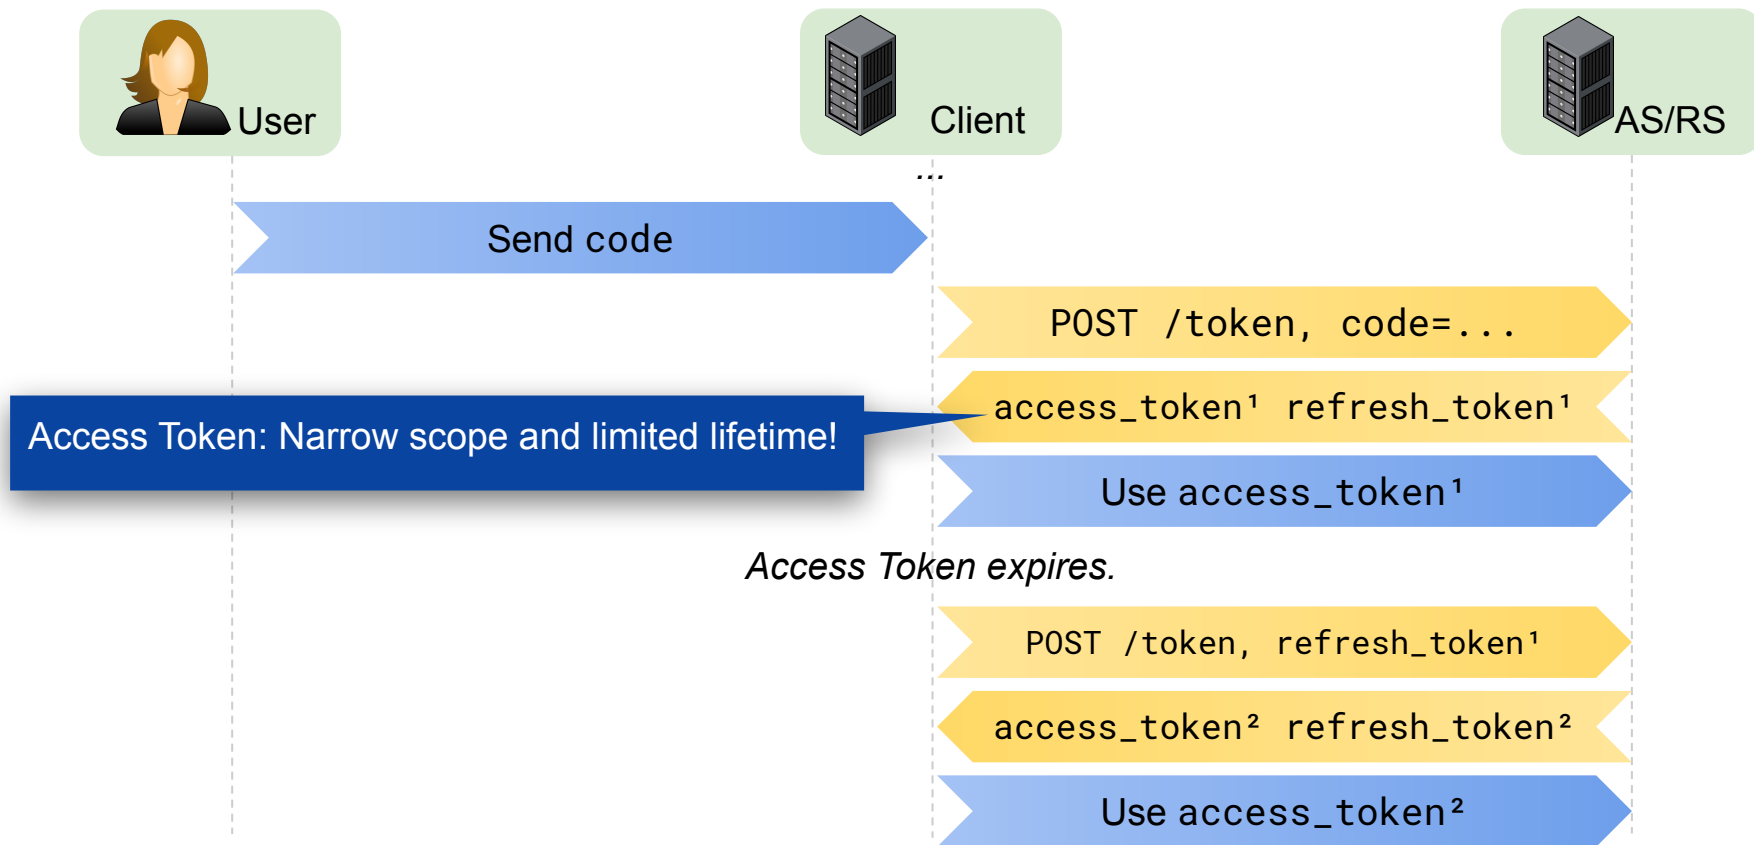 User
Client
AS/RS
...
Send code
POST /token, code=...
access_token¹ refresh_token¹
Access Token: Narrow scope and limited lifetime!
Use access_token¹
Access Token expires.
POST /token, refresh_token¹
access_token² refresh_token²
Use access_token²